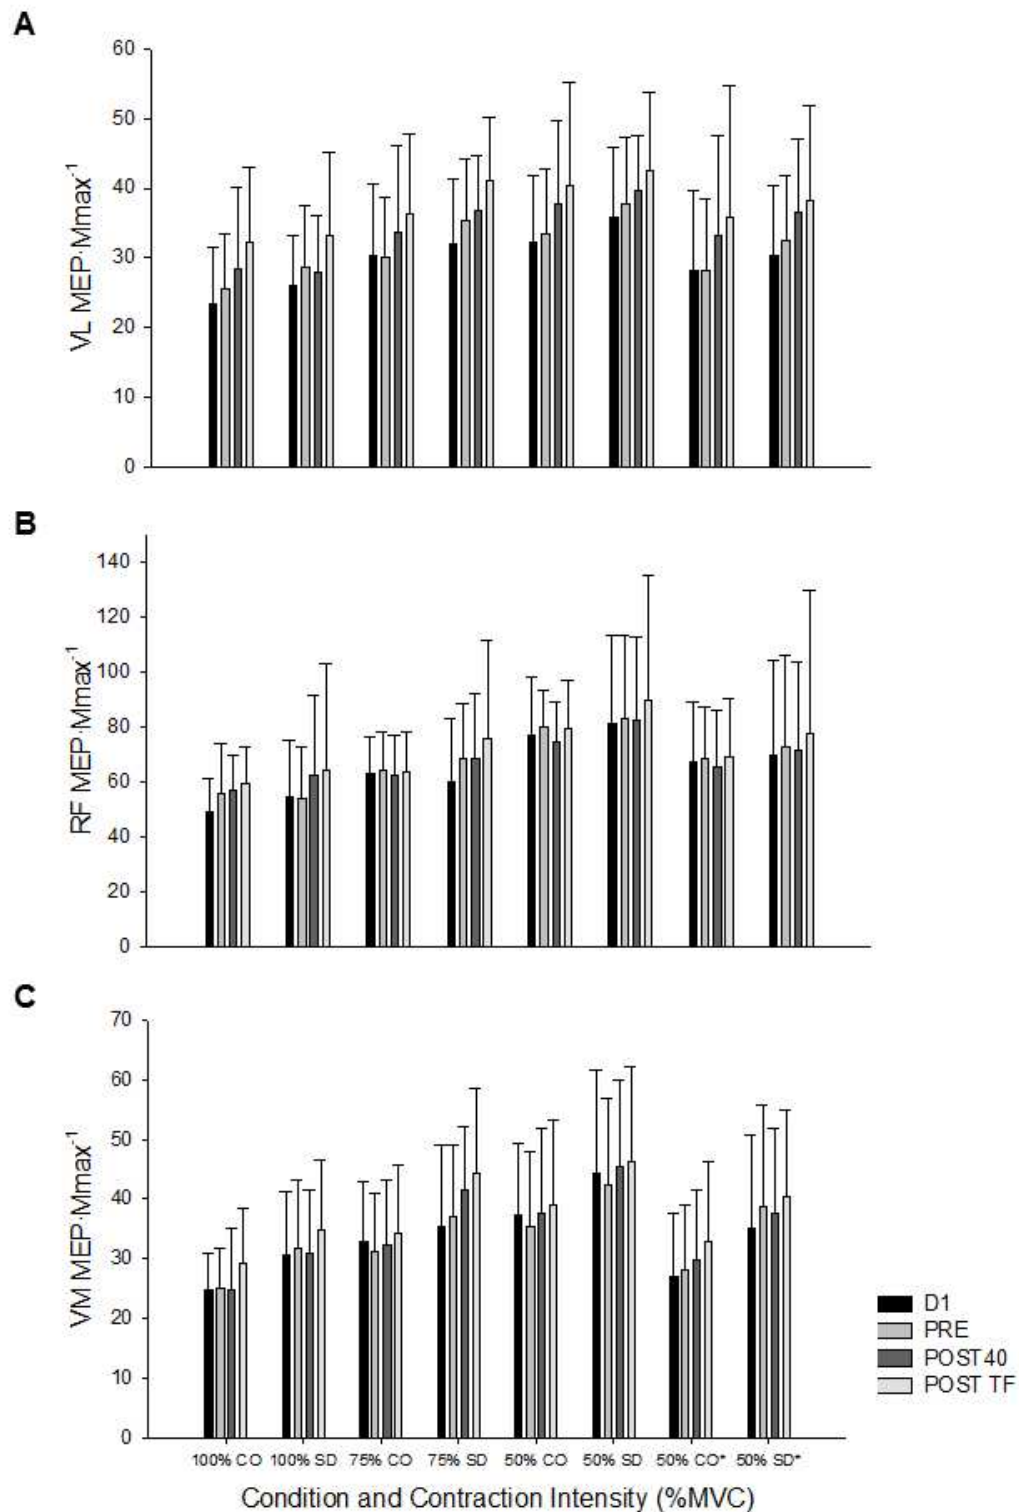 A
60
50
40
30
20
10
0
VL MEP·Mmax⁻¹
B
140
120
100
80
60
40
20
0
RF MEP·Mmax⁻¹
C
70
60
50
40
30
20
10
0
VM MEP·Mmax⁻¹
100% CO 100% SD 75% CO 75% SD 50% CO 50% SD 50% CO* 50% SD*
Condition and Contraction Intensity (%MVC)
D1
PRE
POST40
POST TF